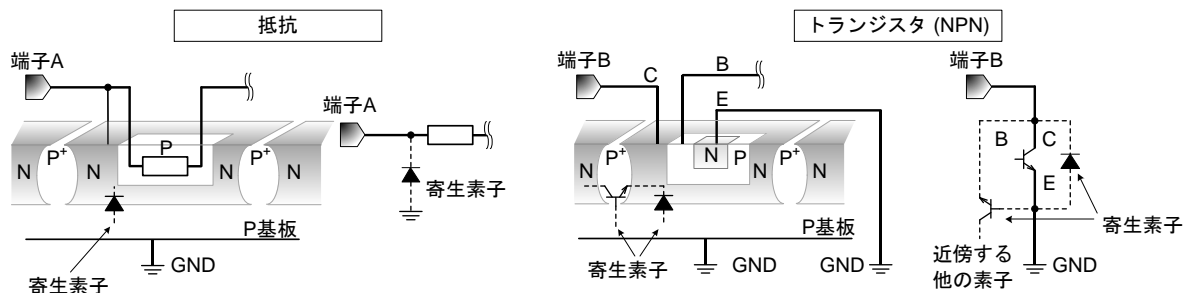 抵抗
トランジスタ (NPN)
端子A
端子A
P
N
P+
N
N
P+
N
寄生素子
P基板
GND
寄生素子
端子B
C
B
E
N
P+
N
N
P
N
P+
N
P基板
寄生素子
GND
GND
端子B
B
C
E
寄生素子
近傍する
他の素子
GND